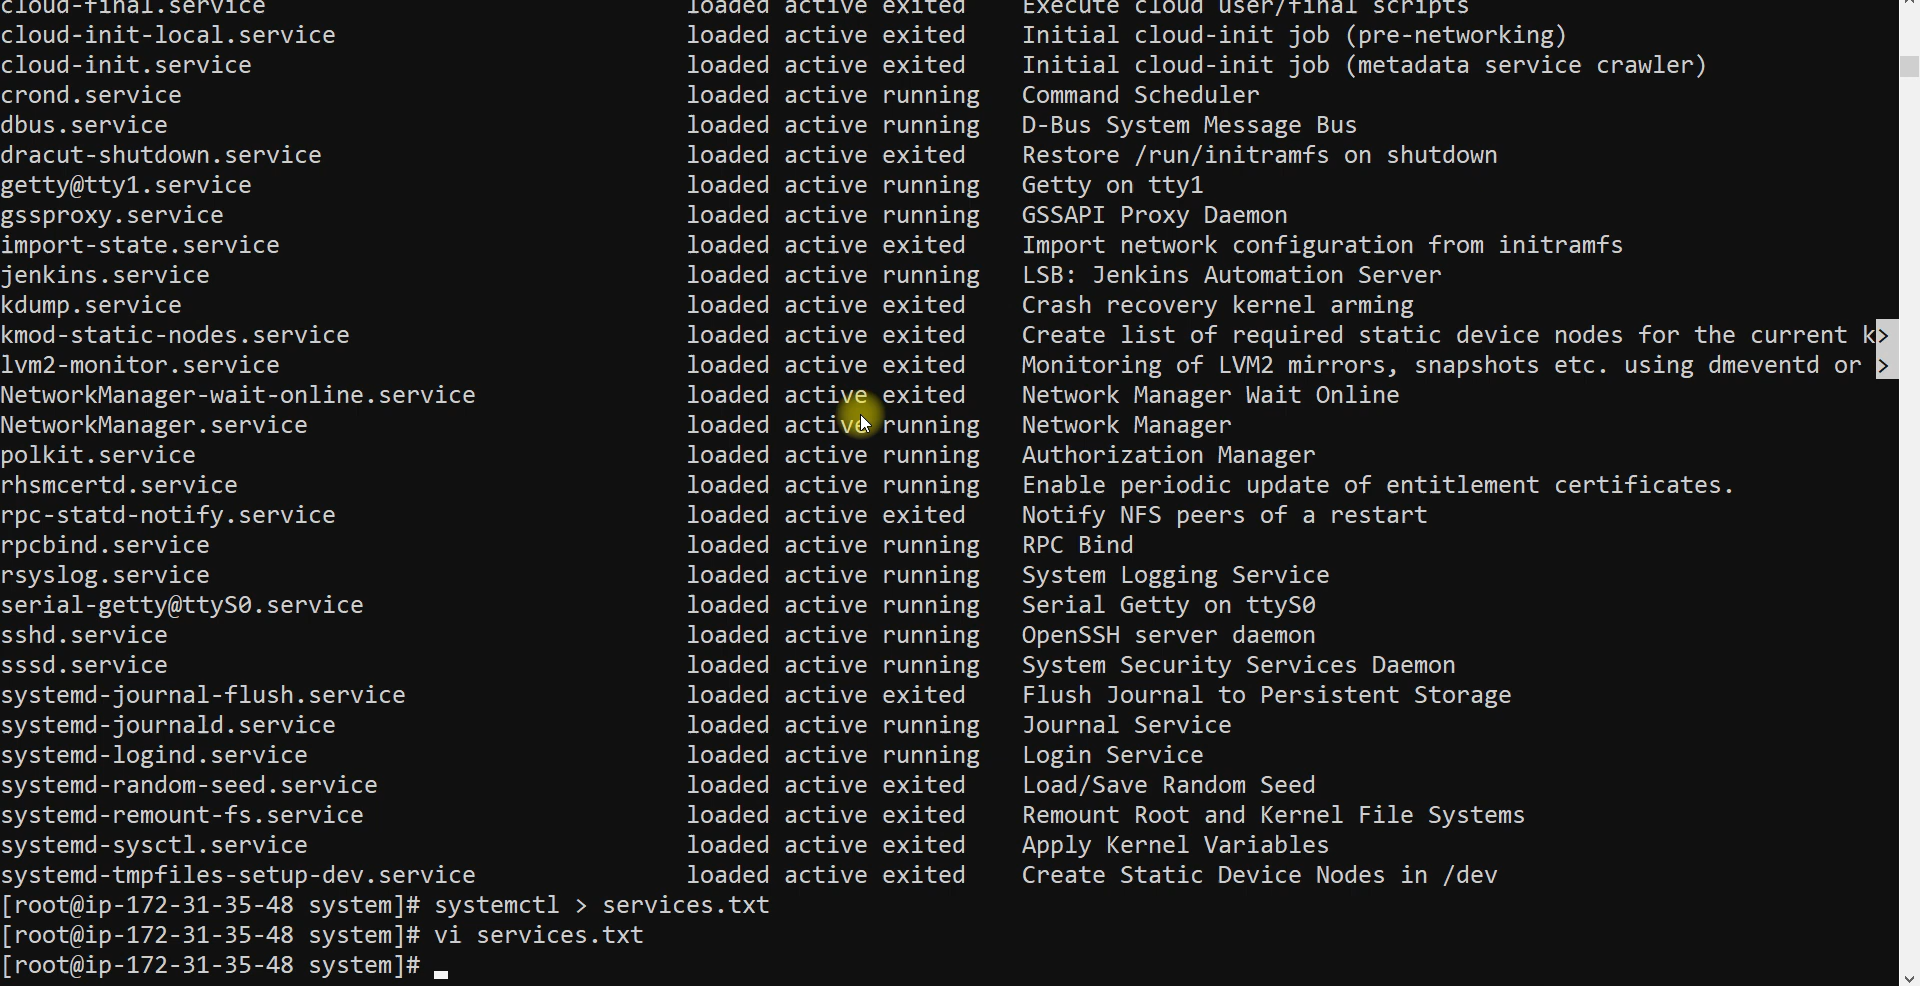 cloud-final.service loaded active exited Execute cloud user/final scripts
cloud-init-local.service loaded active exited Initial cloud-init job (pre-networking)
cloud-init.service loaded active exited Initial cloud-init job (metadata service crawler)
crond.service loaded active running Command Scheduler
dbus.service loaded active running D-Bus System Message Bus
dracut-shutdown.service loaded active exited Restore /run/initramfs on shutdown
getty@tty1.service loaded active running Getty on tty1
gssproxy.service loaded active running GSSAPI Proxy Daemon
import-state.service loaded active exited Import network configuration from initramfs
jenkins.service loaded active running LSB: Jenkins Automation Server
kdump.service loaded active exited Crash recovery kernel arming
kmod-static-nodes.service loaded active exited Create list of required static device nodes for the current k>
lvm2-monitor.service loaded active exited Monitoring of LVM2 mirrors, snapshots etc. using dmeventd or >
NetworkManager-wait-online.service loaded active exited Network Manager Wait Online
NetworkManager.service loaded active running Network Manager
polkit.service loaded active running Authorization Manager
rhsmcertd.service loaded active running Enable periodic update of entitlement certificates.
rpc-statd-notify.service loaded active exited Notify NFS peers of a restart
rpcbind.service loaded active running RPC Bind
rsyslog.service loaded active running System Logging Service
serial-getty@ttyS0.service loaded active running Serial Getty on ttyS0
sshd.service loaded active running OpenSSH server daemon
sssd.service loaded active running System Security Services Daemon
systemd-journal-flush.service loaded active exited Flush Journal to Persistent Storage
systemd-journald.service loaded active running Journal Service
systemd-logind.service loaded active running Login Service
systemd-random-seed.service loaded active exited Load/Save Random Seed
systemd-remount-fs.service loaded active exited Remount Root and Kernel File Systems
systemd-sysctl.service loaded active exited Apply Kernel Variables
systemd-tmpfiles-setup-dev.service loaded active exited Create Static Device Nodes in /dev
[root@ip-172-31-35-48 system]# systemctl > services.txt
[root@ip-172-31-35-48 system]# vi services.txt
[root@ip-172-31-35-48 system]#